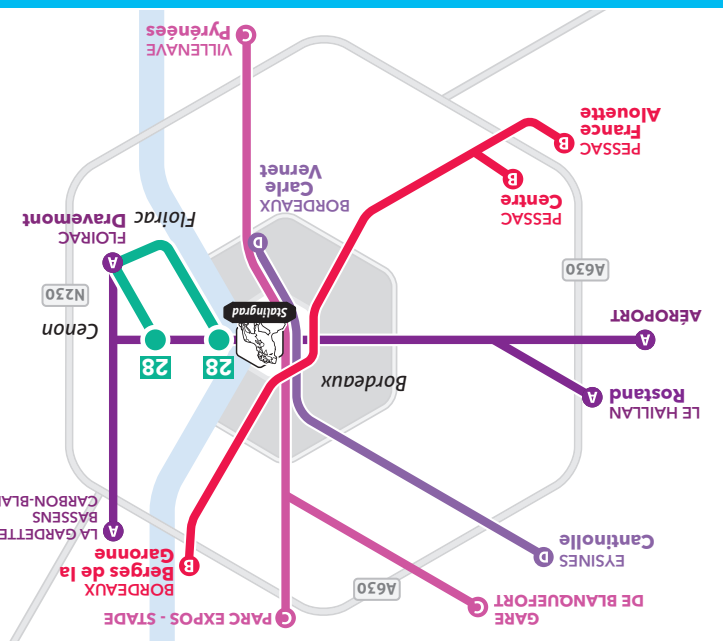 C
GARE
DE BLANQUEFORT
C
PARC EXPOS - STADE
A630
D
EYSINES
Cantinolle
B
BORDEAUX
Berges de la
Garonne
A
LA GARDETTE
BASSENS
CARBON-BLA
A
LE HAILLAN
Rostand
Bordeaux
28
28
A
AÉROPORT
Cenon
Stalingrad
A630
N230
A
FLOIRAC
Dravemont
Floirac
D
BORDEAUX
Carle
Vernet
B
PESSAC
Centre
B
PESSAC
France
Alouette
C
VILLENAVE
Pyrénées